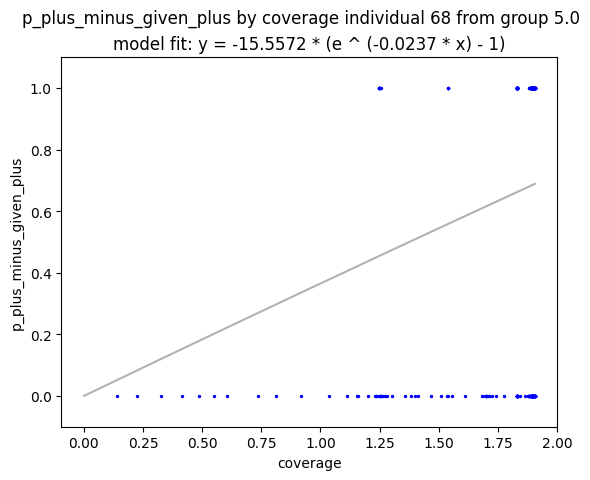 p_plus_minus_given_plus by coverage individual 68 from group 5.0
model fit: y = -15.5572 * (e ^ (-0.0237 * x) - 1)
1.0
0.8
0.6
0.4
0.2
0.0
p_plus_minus_given_plus
0.00 0.25 0.50 0.75 1.00 1.25 1.50 1.75 2.00
coverage